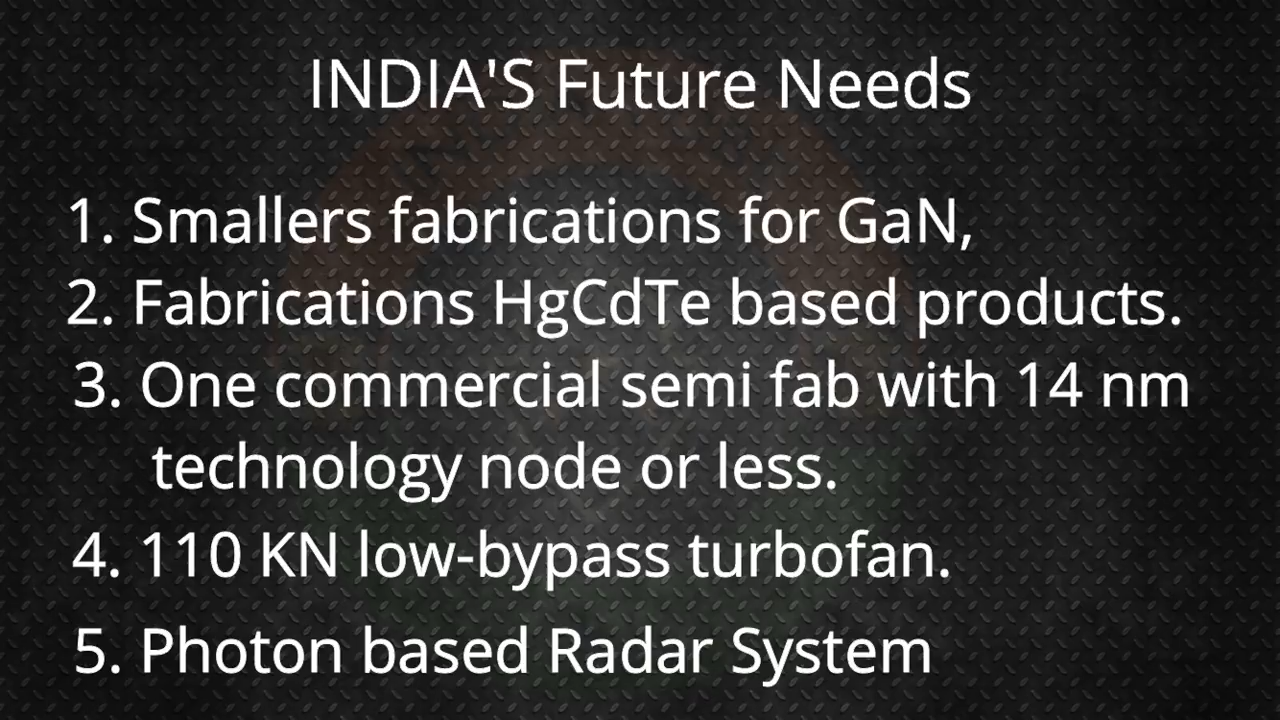 INDIA'S Future Needs
1. Smallers fabrications for GaN,
2. Fabrications HgCdTe based products.
3. One commercial semi fab with 14 nm
technology node or less.
4. 110 KN low-bypass turbofan.
5. Photon based Radar System